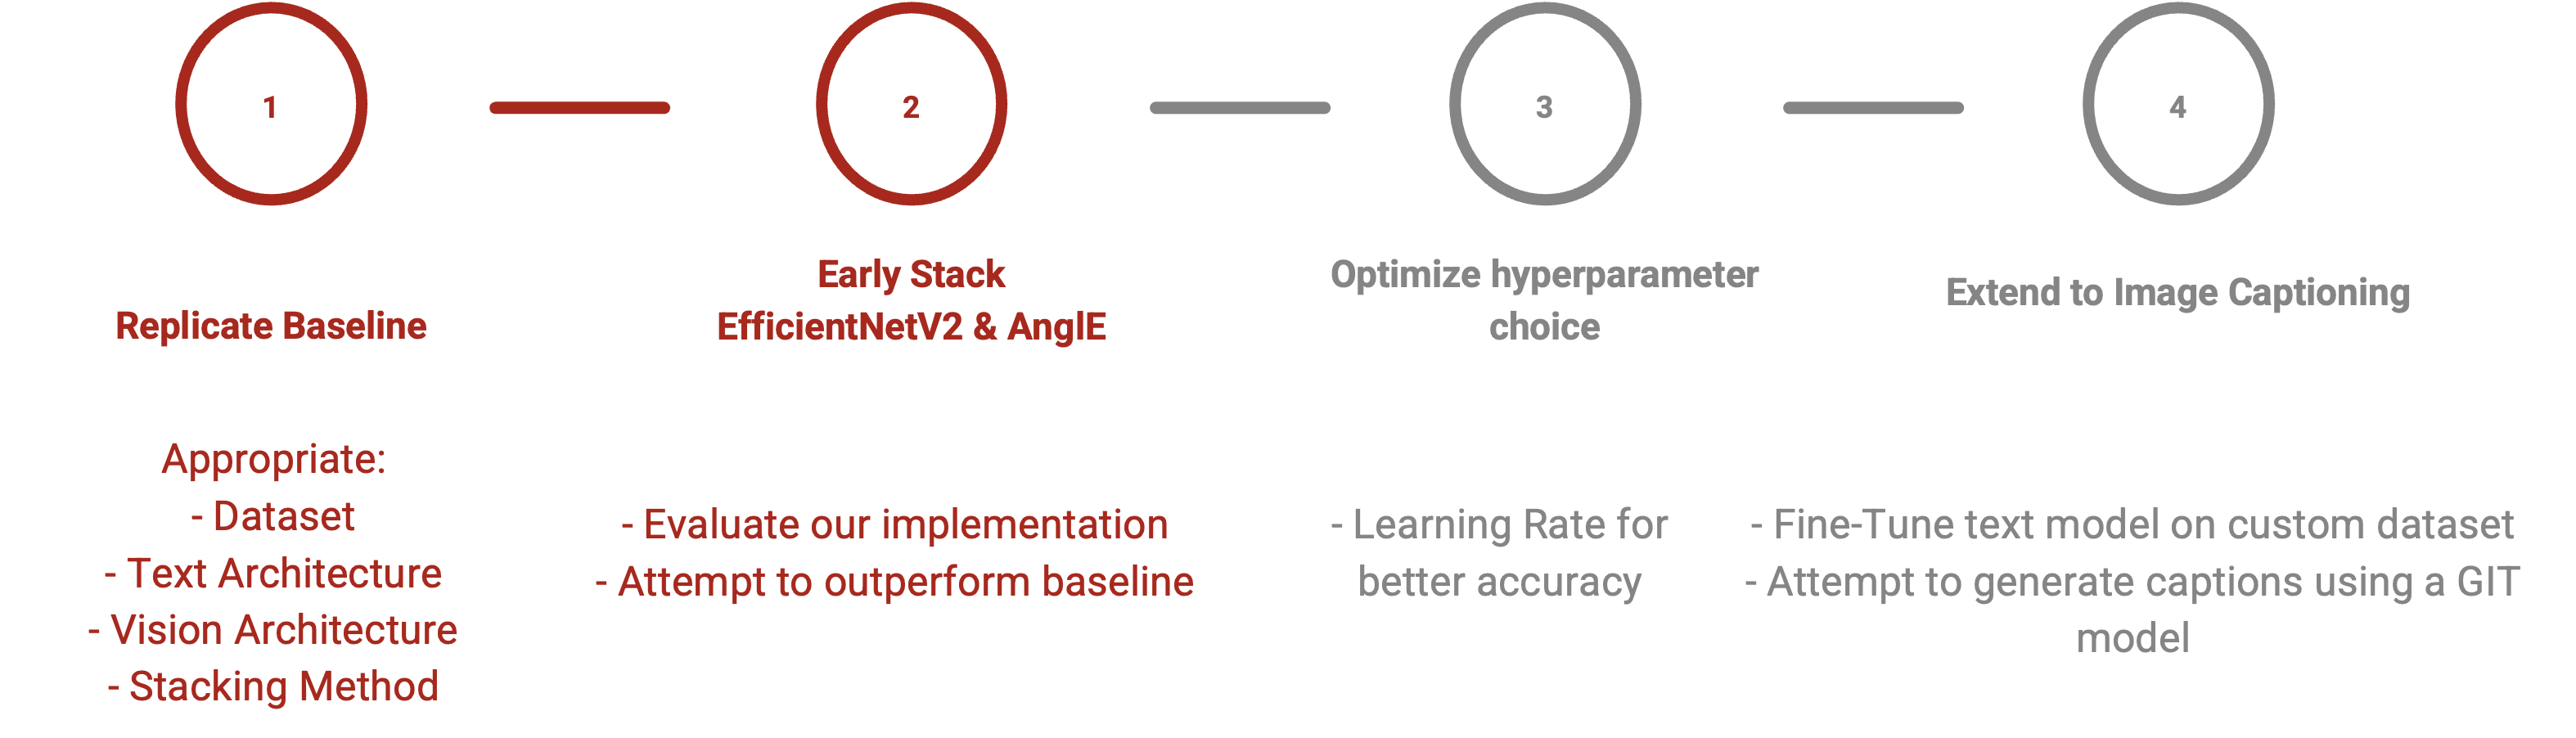 1
2
3
4
Replicate Baseline
Early Stack
EfficientNetV2 & AnglE
Optimize hyperparameter
choice
Extend to Image Captioning
Appropriate:
- Dataset
- Text Architecture
- Vision Architecture
- Stacking Method
- Evaluate our implementation
- Attempt to outperform baseline
- Learning Rate for
better accuracy
- Fine-Tune text model on custom dataset
- Attempt to generate captions using a GIT
model